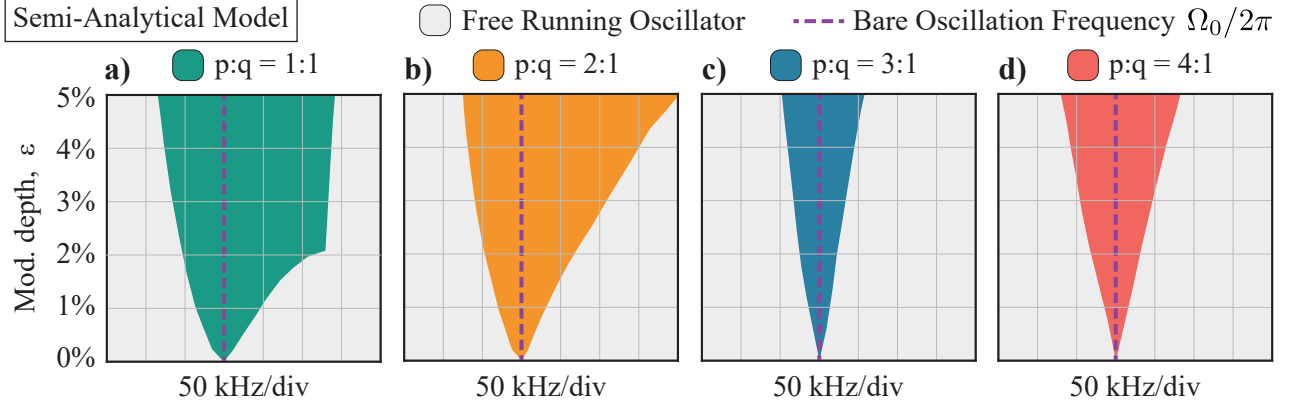 Semi-Analytical Model
Free Running Oscillator
Bare Oscillation Frequency Ω₀/2π
a) p:q = 1:1
b) p:q = 2:1
c) p:q = 3:1
d) p:q = 4:1
Mod. depth, ε
5%
4%
3%
2%
1%
0%
50 kHz/div
50 kHz/div
50 kHz/div
50 kHz/div